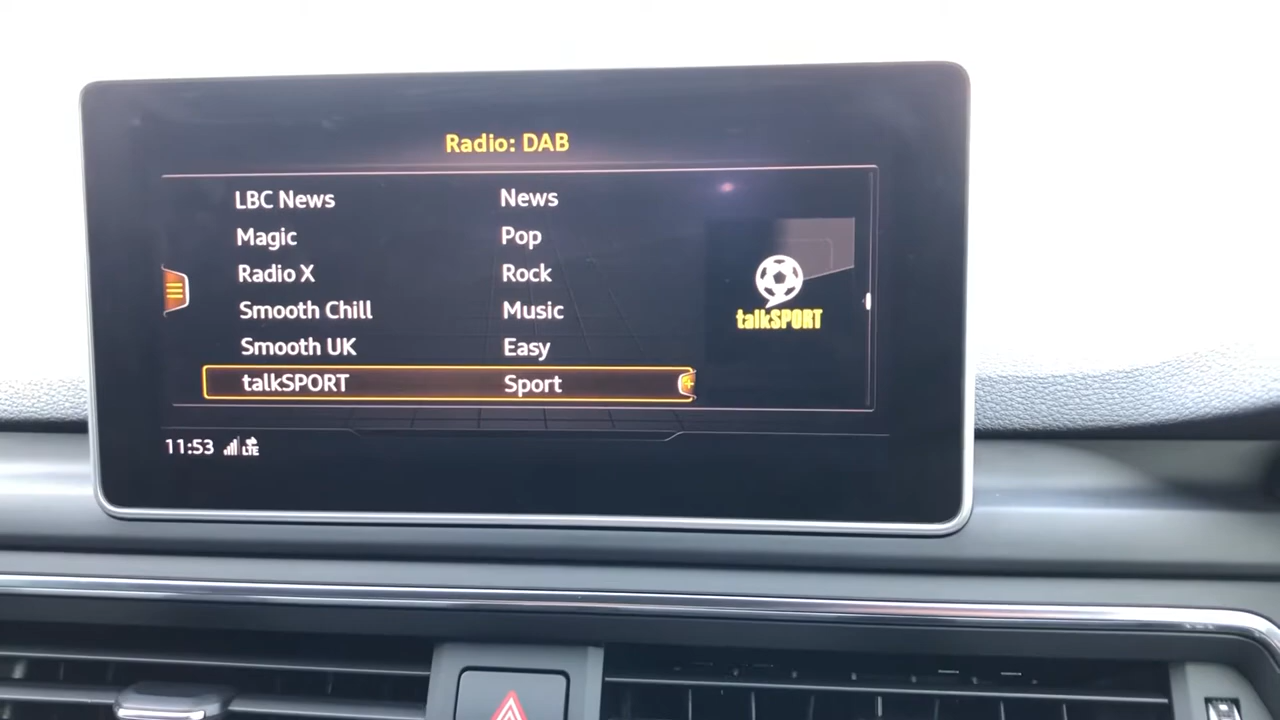 Radio: DAB
LBC News News
Magic Pop
Radio X Rock
Smooth Chill Music
Smooth UK Easy
talkSPORT Sport
talkSPORT
11:53 LTE